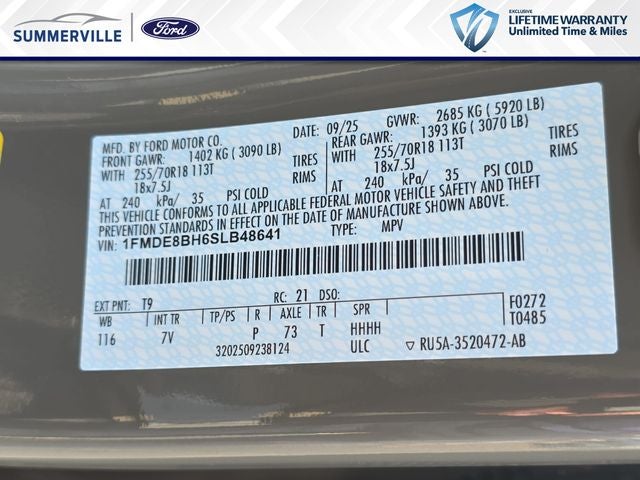 SUMMERVILLE
Ford
EXCLUSIVE
LIFETIME WARRANTY
Unlimited Time & Miles
MFD. BY FORD MOTOR CO.
DATE: 09/25 GVWR: 2685 KG ( 5920 LB)
FRONT GAWR: 1402 KG ( 3090 LB) REAR GAWR: 1393 KG ( 3070 LB)
WITH 255/70R18 113T TIRES WITH 255/70R18 113T TIRES
18x7.5J RIMS 18x7.5J RIMS
AT 240 kPa/ 35 PSI COLD AT 240 kPa/ 35 PSI COLD
THIS VEHICLE CONFORMS TO ALL APPLICABLE FEDERAL MOTOR VEHICLE SAFETY AND THEFT
PREVENTION STANDARDS IN EFFECT ON THE DATE OF MANUFACTURE SHOWN ABOVE.
VIN: 1FMDE8BH6SLB48641 TYPE: MPV
EXT PNT: T9 RC: 21 DSO: F0272
WB INT TR TP/PS R AXLE TR SPR T0485
116 7V P 73 T HHHH
3202509238124 ULC ▽ RU5A-3520472-AB